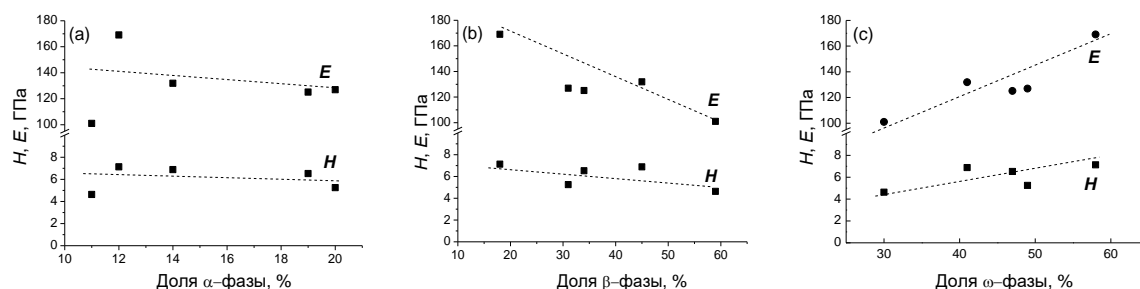 (a)
H, E, ГПа
180
160
140
120
100
8
6
4
2
0
E
H
10 12 14 16 18 20
Доля α–фазы, %
(b)
H, E, ГПа
180
160
140
120
100
8
6
4
2
0
E
H
10 20 30 40 50 60
Доля β–фазы, %
(c)
H, E, ГПа
180
160
140
120
100
8
6
4
2
0
E
H
30 40 50 60
Доля ω–фазы, %